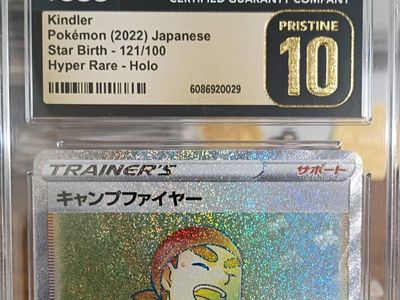 CERTIFIED GUARANTY COMPANY
Kindler
Pokémon (2022) Japanese
Star Birth - 121/100
Hyper Rare - Holo
6086920029
PRISTINE
10
TRAINER'S
サポート
キャンプファイヤー